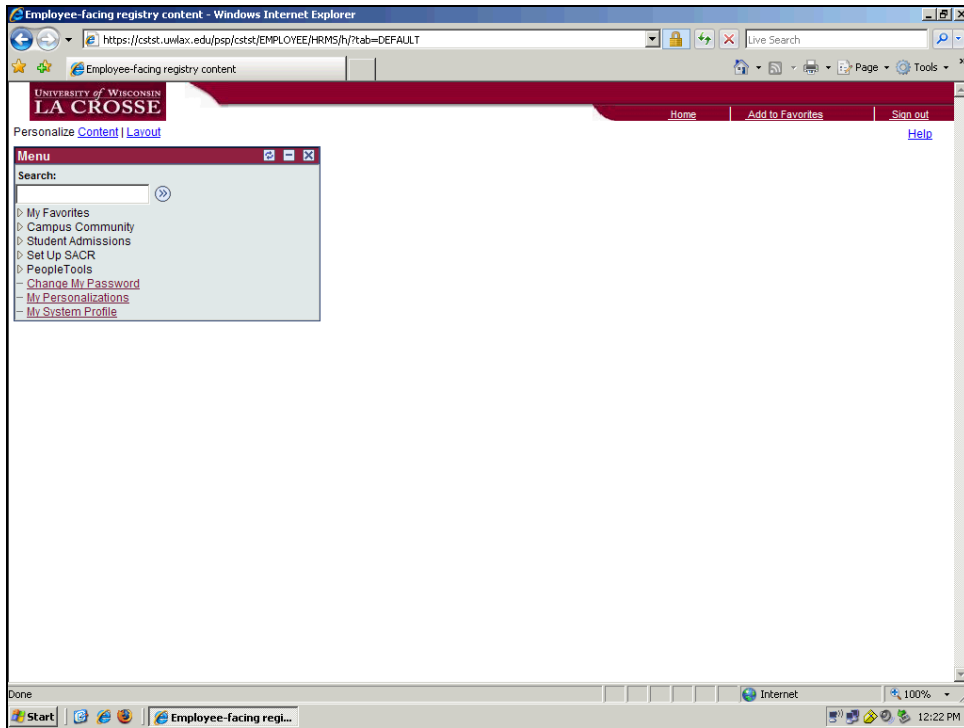 Employee-facing registry content - Windows Internet Explorer
https://cstst.uwlax.edu/psp/cstst/EMPLOYEE/HRMS/h/?tab=DEFAULT
Live Search
Employee-facing registry content
Page
Tools
UNIVERSITY of WISCONSIN
LA CROSSE
Home
Add to Favorites
Sign out
Personalize Content | Layout
Help
Menu
Search:
My Favorites
Campus Community
Student Admissions
Set Up SACR
PeopleTools
Change My Password
My Personalizations
My System Profile
Done
Internet
100%
Start
Employee-facing regi...
12:22 PM